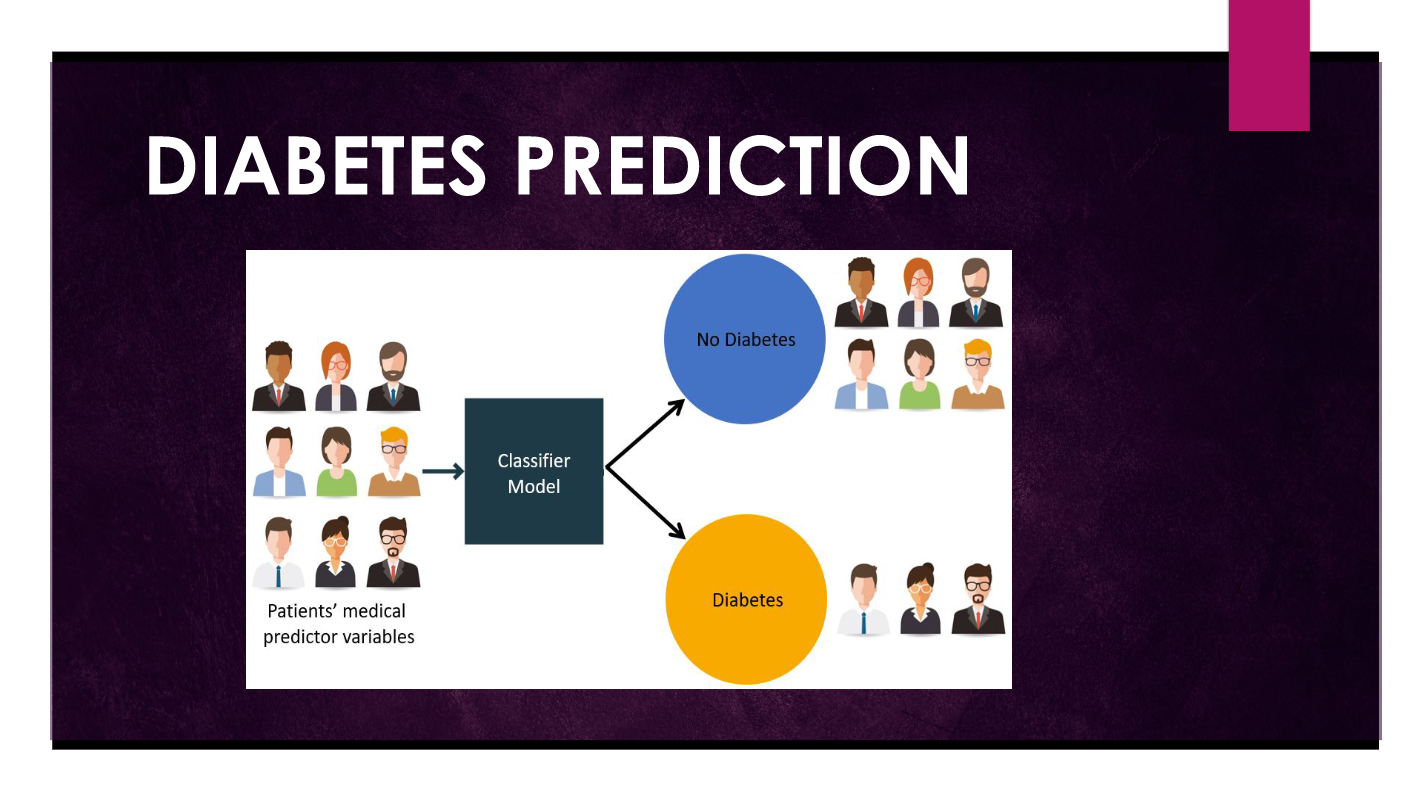 DIABETES PREDICTION
No Diabetes
Classifier
Model
Diabetes
Patients’ medical
predictor variables